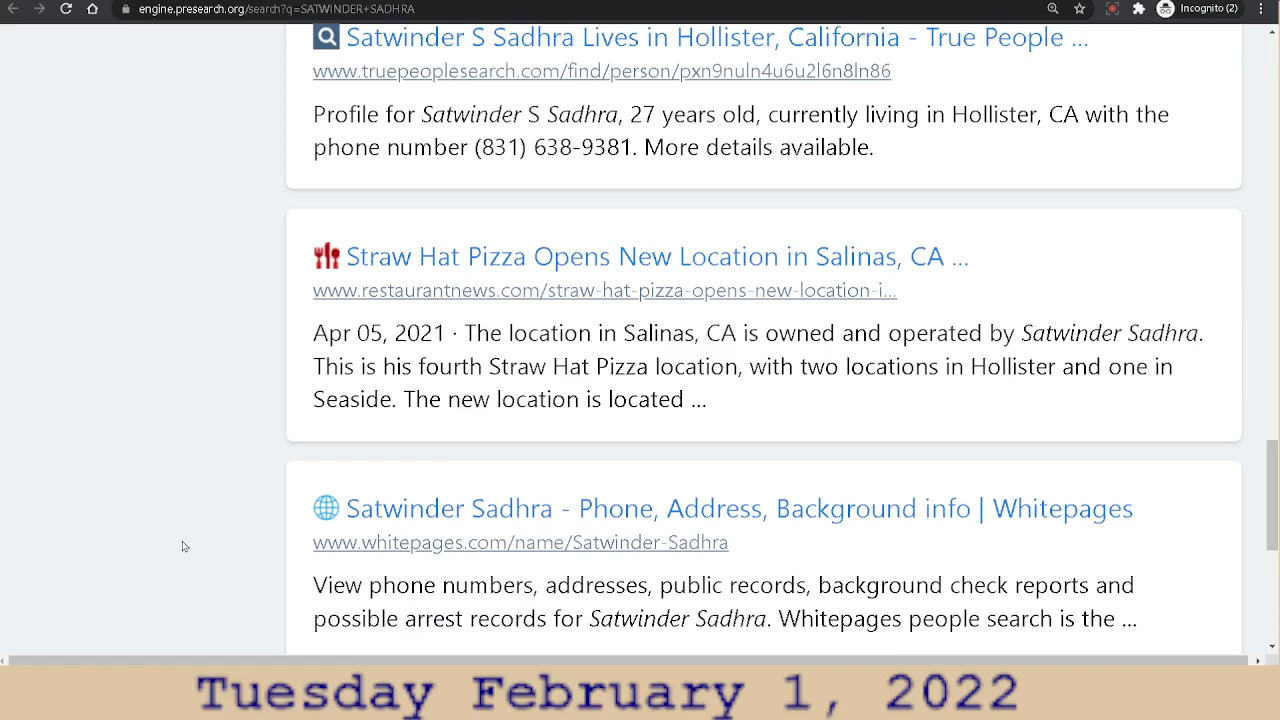 engine.presearch.org/search?q=SATWINDER+SADHRA
Incognito (2)
Satwinder S Sadhra Lives in Hollister, California - True People ...
www.truepeoplesearch.com/find/person/pxn9nuln4u6u2l6n8ln86
Profile for Satwinder S Sadhra, 27 years old, currently living in Hollister, CA with the
phone number (831) 638-9381. More details available.
Straw Hat Pizza Opens New Location in Salinas, CA ...
www.restaurantnews.com/straw-hat-pizza-opens-new-location-i...
Apr 05, 2021 · The location in Salinas, CA is owned and operated by Satwinder Sadhra.
This is his fourth Straw Hat Pizza location, with two locations in Hollister and one in
Seaside. The new location is located ...
Satwinder Sadhra - Phone, Address, Background info | Whitepages
www.whitepages.com/name/Satwinder-Sadhra
View phone numbers, addresses, public records, background check reports and
possible arrest records for Satwinder Sadhra. Whitepages people search is the ...
Tuesday February 1, 2022